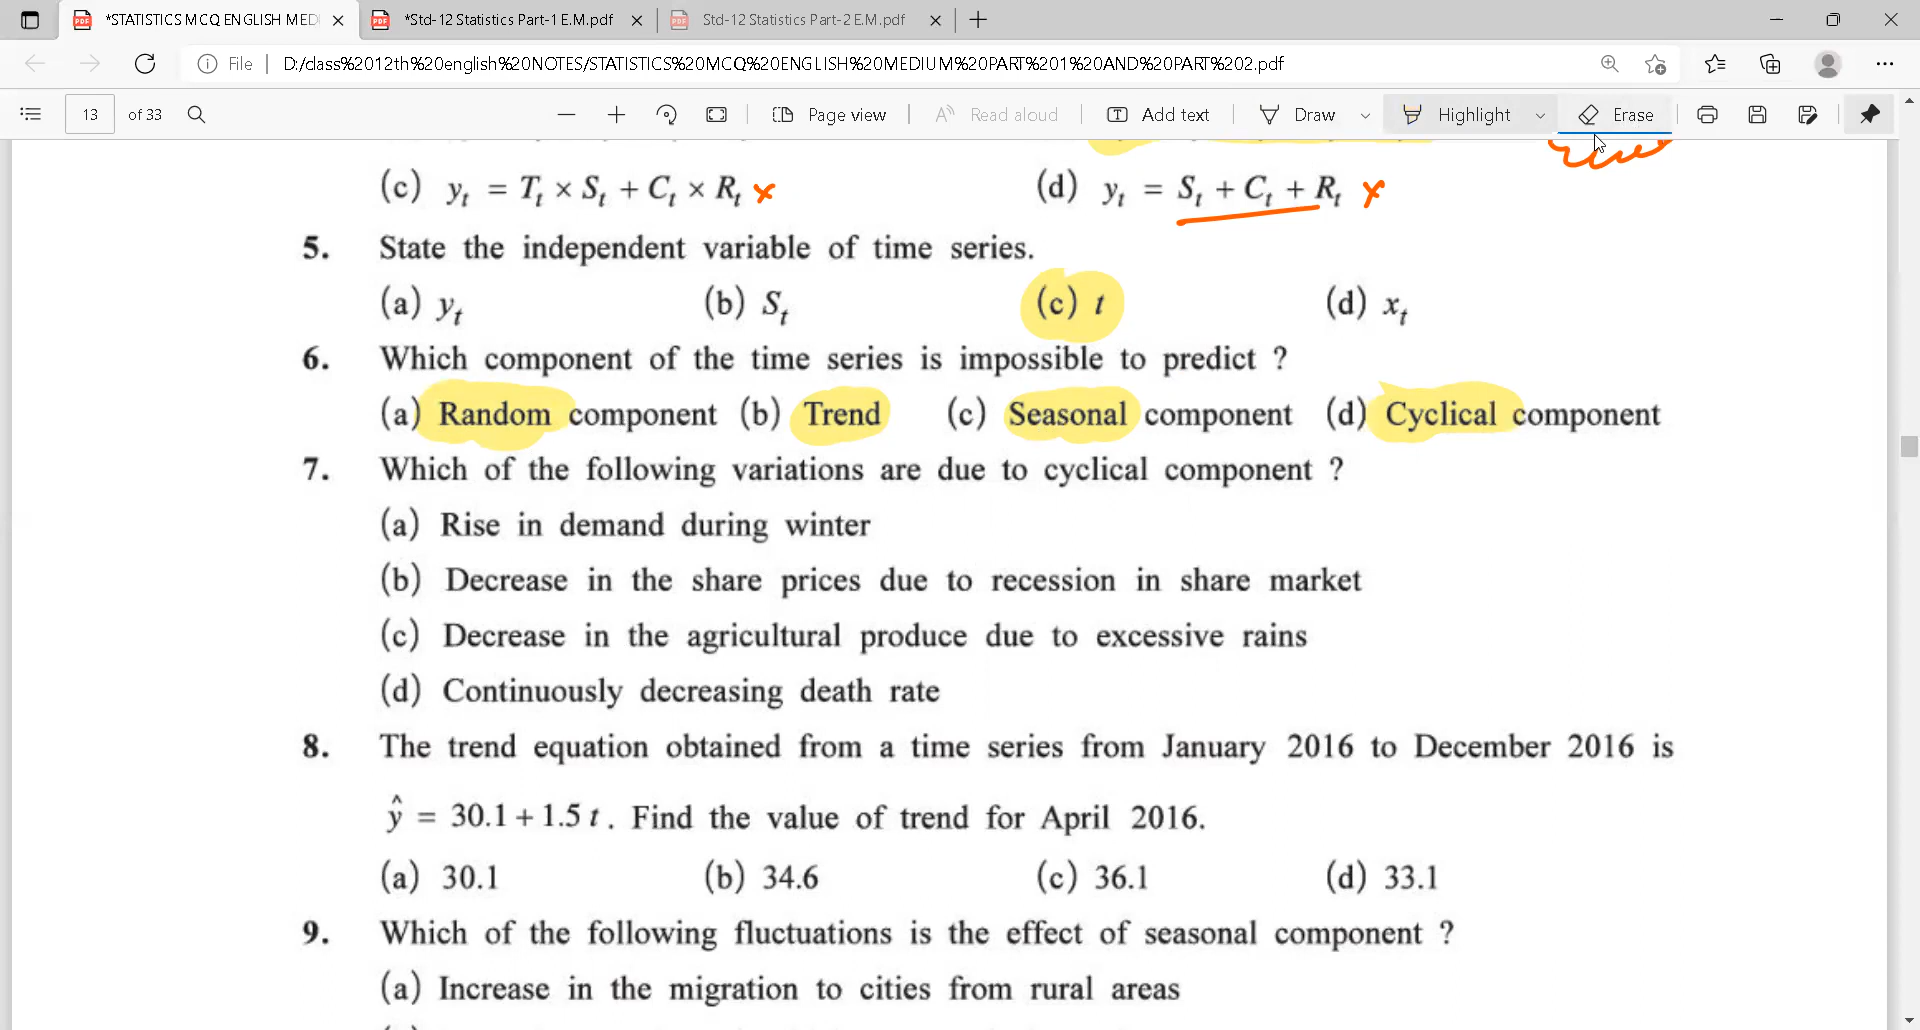 *STATISTICS MCQ ENGLISH MED
*Std-12 Statistics Part-1 E.M.pdf
Std-12 Statistics Part-2 E.M..pdf
File
D:/class%2012th%20english%20NOTES/STATISTICS%20MCQ%20ENGLISH%20MEDIUM%20PART%201%20AND%20PART%202.pdf
13 of 33
Page view
Read aloud
Add text
Draw
Highlight
Erase
(c) yₜ = Tₜ × Sₜ + Cₜ × Rₜ (d) yₜ = Sₜ + Cₜ + Rₜ
5. State the independent variable of time series.
(a) yₜ (b) Sₜ (c) t (d) xₜ
6. Which component of the time series is impossible to predict ?
(a) Random component (b) Trend (c) Seasonal component (d) Cyclical component
7. Which of the following variations are due to cyclical component ?
(a) Rise in demand during winter
(b) Decrease in the share prices due to recession in share market
(c) Decrease in the agricultural produce due to excessive rains
(d) Continuously decreasing death rate
8. The trend equation obtained from a time series from January 2016 to December 2016 is
ŷ = 30.1 + 1.5 t . Find the value of trend for April 2016.
(a) 30.1 (b) 34.6 (c) 36.1 (d) 33.1
9. Which of the following fluctuations is the effect of seasonal component ?
(a) Increase in the migration to cities from rural areas